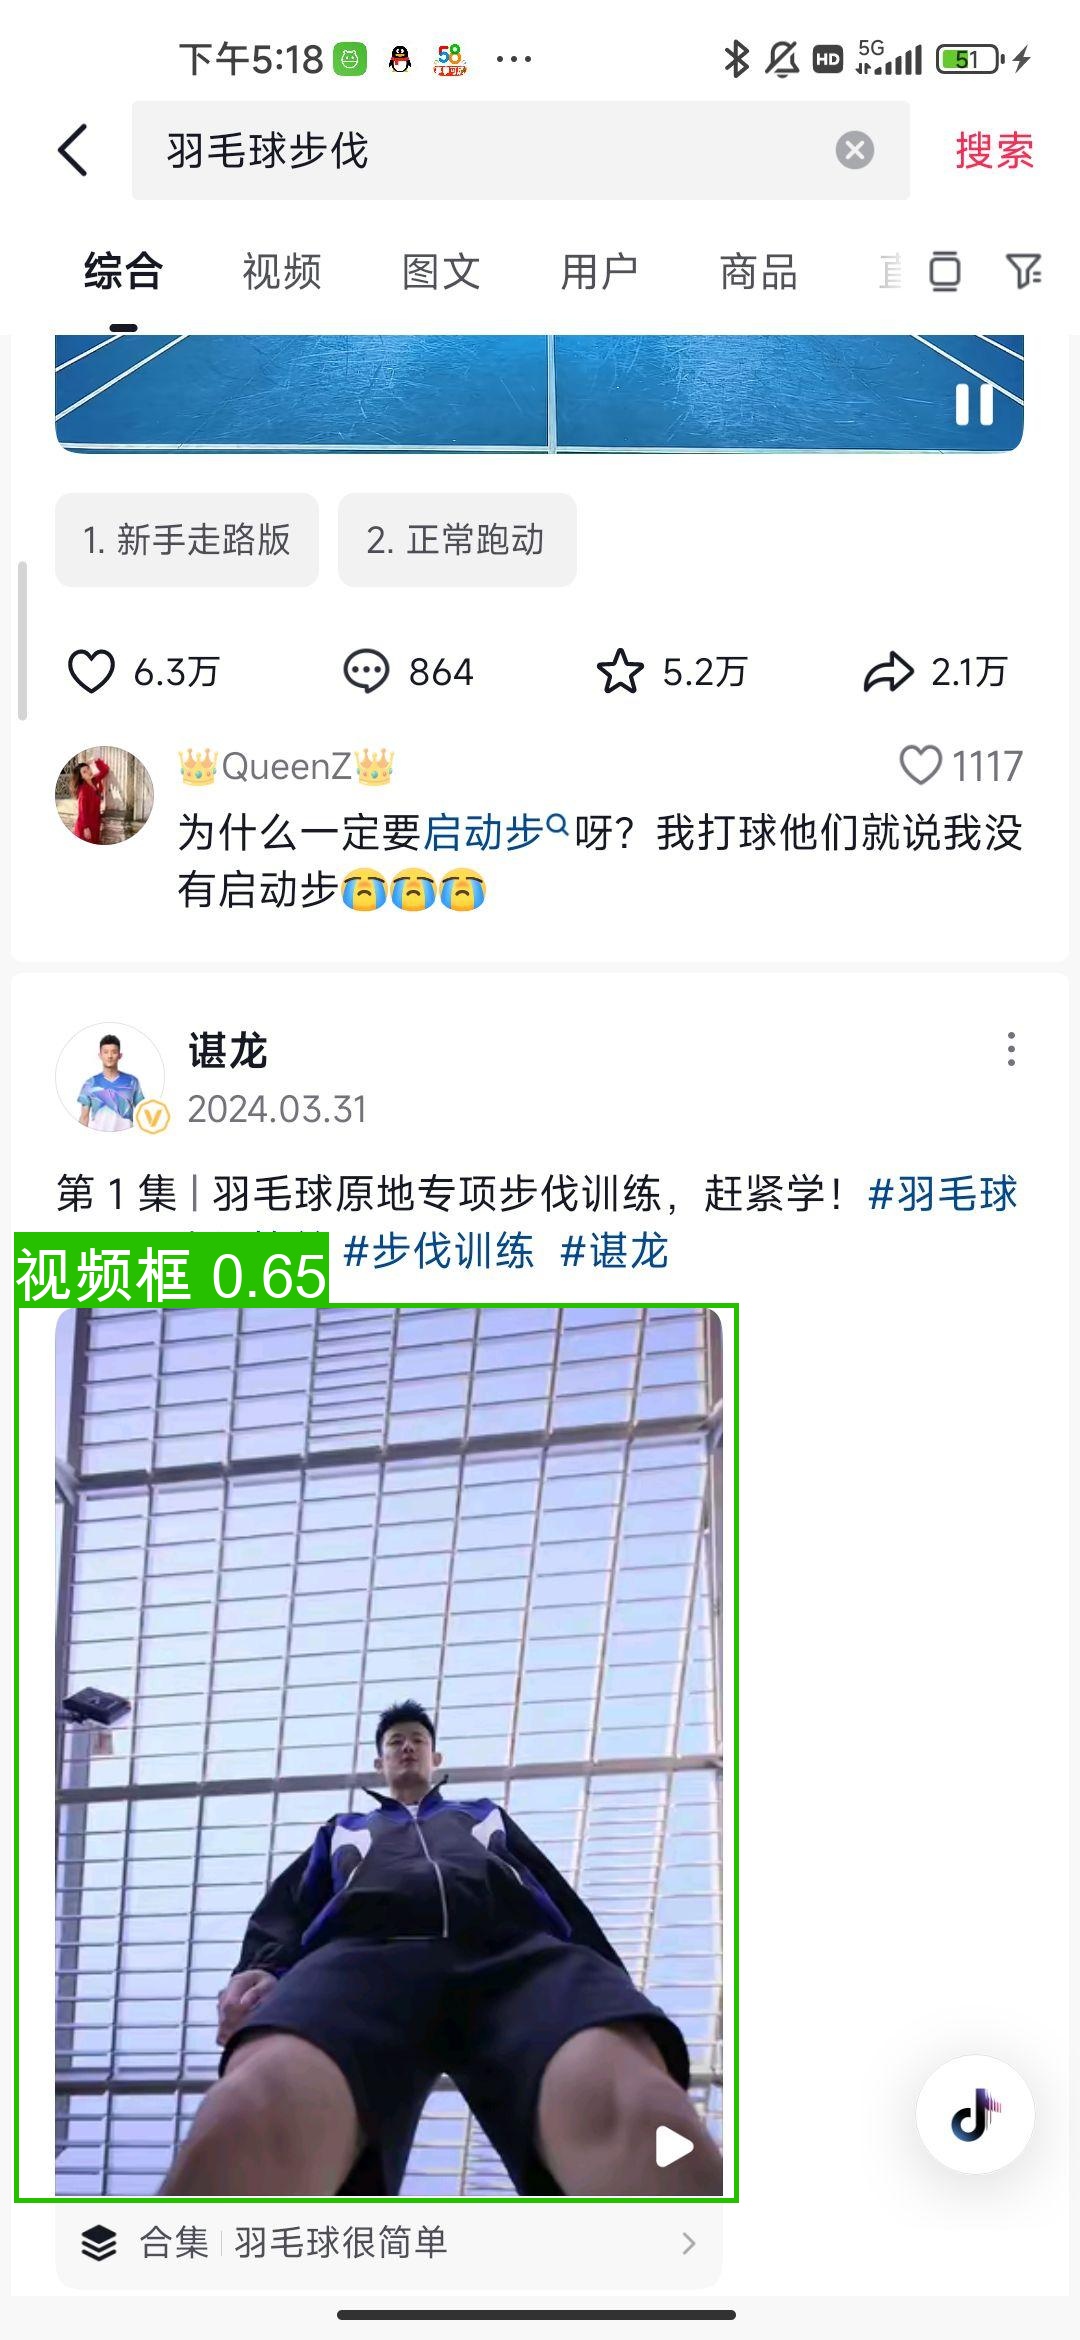 下午5:18 58 ... HD 5G 51
羽毛球步伐 搜索
综合 视频 图文 用户 商品
1. 新手走路版 2. 正常跑动
6.3万 864 5.2万 2.1万
👑QueenZ👑 1117
为什么一定要启动步呀？我打球他们就说我没
有启动步😭😭😭
谌龙
2024.03.31
第 1 集 | 羽毛球原地专项步伐训练，赶紧学！#羽毛球
#步伐训练 #谌龙
视频框 0.65
合集 | 羽毛球很简单